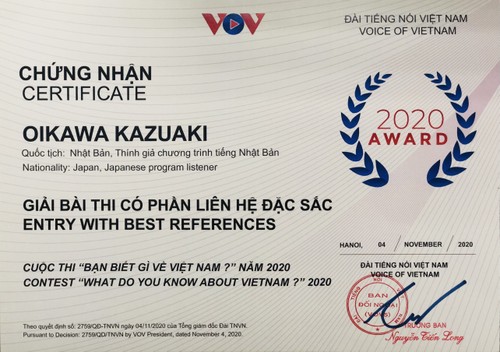 VOV
ĐÀI TIẾNG NÓI VIỆT NAM
VOICE OF VIETNAM
CHỨNG NHẬN
CERTIFICATE
2020
AWARD
OIKAWA KAZUAKI
Quốc tịch: Nhật Bản, Thính giả chương trình tiếng Nhật Bản
Nationality: Japan, Japanese program listener
GIẢI BÀI THI CÓ PHẦN LIÊN HỆ ĐẶC SẮC
ENTRY WITH BEST REFERENCES
HANOI, 04 / NOVEMBER / 2020
CUỘC THI “BẠN BIẾT GÌ VỀ VIỆT NAM ?” NĂM 2020
CONTEST “WHAT DO YOU KNOW ABOUT VIETNAM ?” 2020
ĐÀI TIẾNG NÓI VIỆT NAM
VOICE OF VIETNAM
BAN
ĐỐI NGOẠI
(VOV5)
TRƯỞNG BAN
Nguyễn Tiến Long
Theo quyết định số: 2759/QĐ-TNVN ngày 04/11/2020 của Tổng giám đốc Đài TNVN.
Pursuant to Decision: 2759/QD/TNVN by VOV President, dated November 4, 2020.